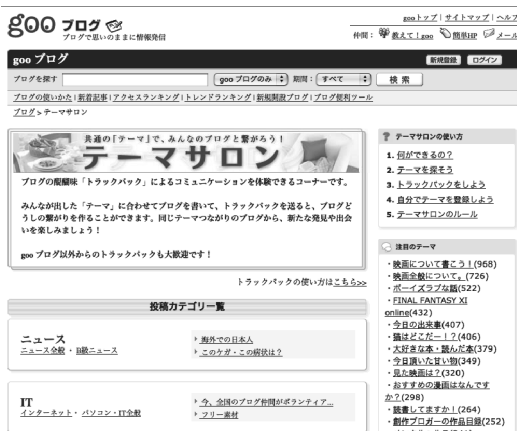 goo ブログ
ブログで思いのままに情報発信
gooトップ | サイトマップ | ヘルプ
仲間： 教えて！goo 簡単HP メール
goo ブログ
新規登録 ログイン
ブログを探す goo ブログのみ 期間： すべて 検 索
ブログの使いかた | 新着記事 | アクセスランキング | トレンドランキング | 新規開設ブログ | ブログ便利ツール
ブログ > テーマサロン
共通の「テーマ」で、みんなのブログと繋がろう！
テーマサロン
ブログの醍醐味「トラックバック」によるコミュニケーションを体験できるコーナーです。
みんなが出した「テーマ」に合わせてブログを書いて、トラックバックを送ると、ブログど
うしの繋がりを作ることができます。同じテーマつながりのブログから、新たな発見や出会
いを楽しみましょう！
goo ブログ以外からのトラックバックも大歓迎です！
トラックバックの使い方はこちら>>
投稿カテゴリ一覧
ニュース
ニュース全般 ・ B級ニュース
海外での日本人
このケガ・この病状は？
IT
インターネット ・ パソコン・IT全般
今、全国のブログ仲間がボランティア...
フリー素材
テーマサロンの使い方
1. 何ができるの？
2. テーマを探そう
3. トラックバックをしよう
4. 自分でテーマを登録しよう
5. テーマサロンのルール
注目のテーマ
・映画について書こう！(968)
・映画全般について。(726)
・ボーイズラブな話(522)
・FINAL FANTASY XI
online(432)
・今日の出来事(407)
・猫はどこだー！？(406)
・大好きな本・読んだ本(379)
・今日頂いた甘い物(349)
・見た映画は？(320)
・おすすめの漫画はなんです
か？(298)
・読書してますか！(264)
・創作ブロガーの作品目録(252)